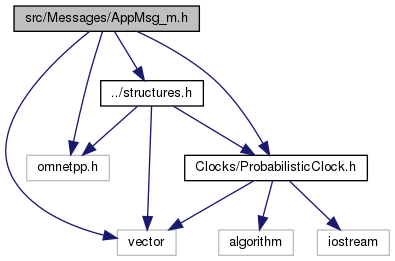 src/Messages/AppMsg_m.h
../structures.h
omnetpp.h
Clocks/ProbabilisticClock.h
vector
algorithm
iostream